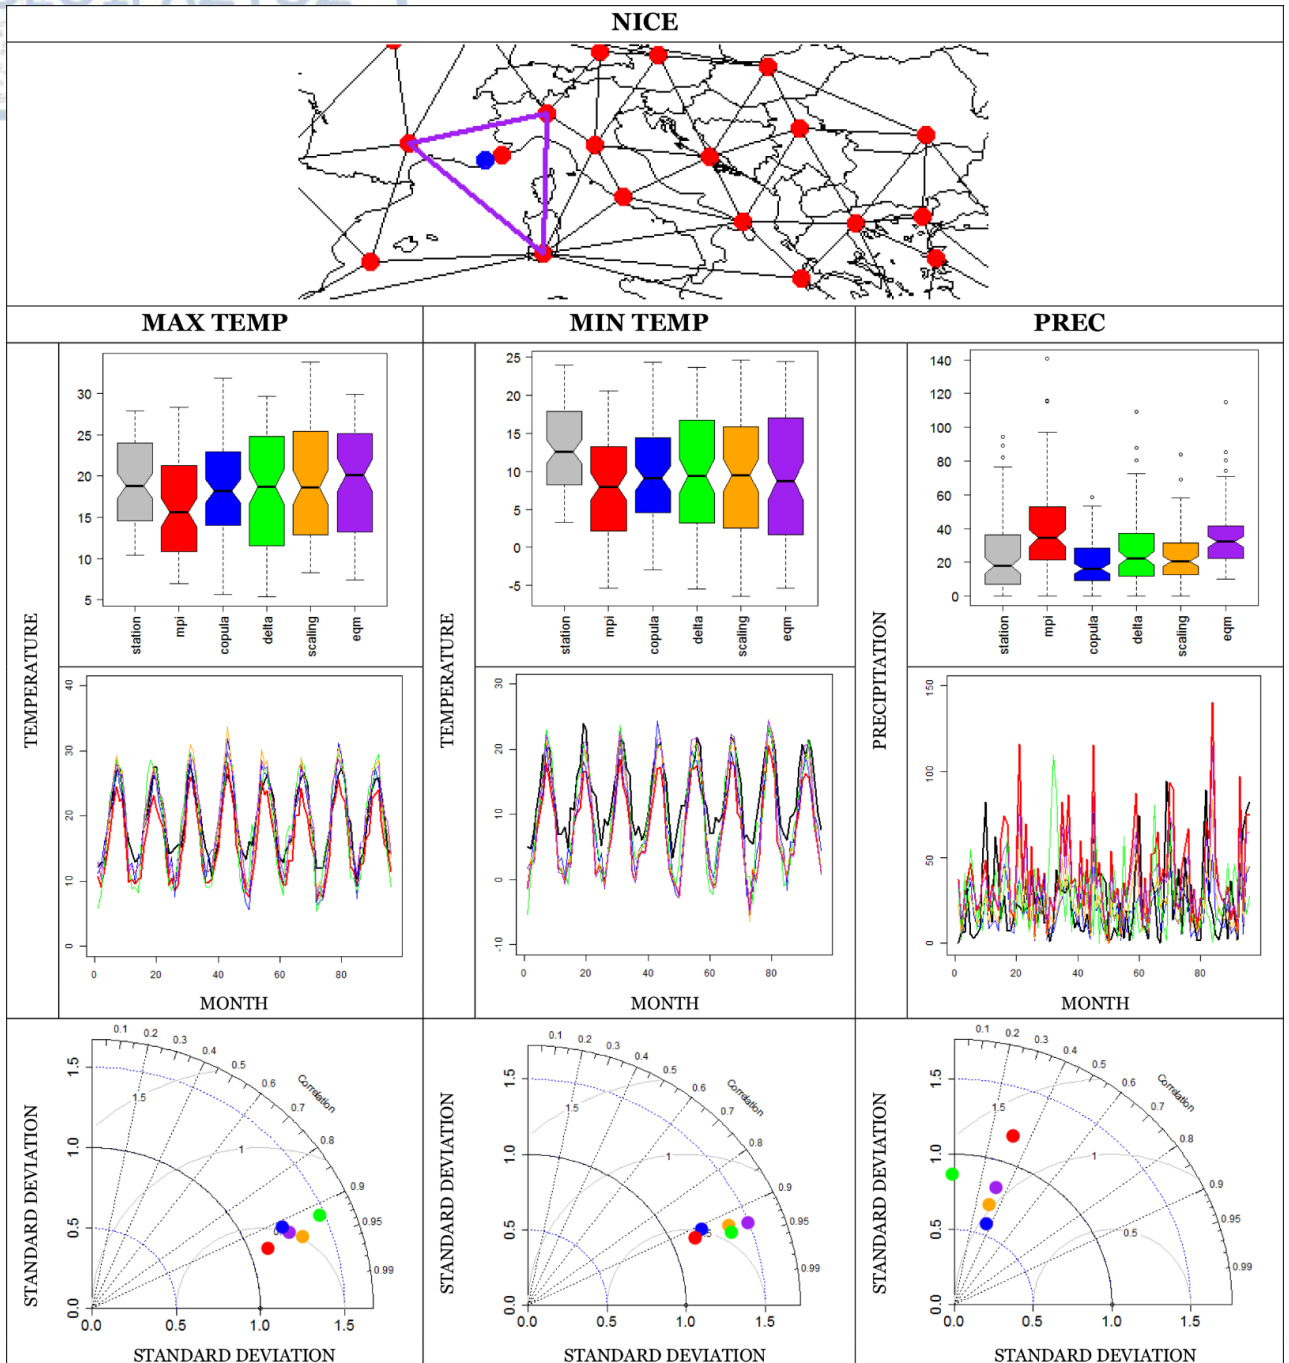 NICE
MAX TEMP
MIN TEMP
PREC
TEMPERATURE
30
25
20
15
10
5
station
mpi
copula
delta
scaling
eqm
TEMPERATURE
25
20
15
10
5
0
-5
station
mpi
copula
delta
scaling
eqm
PRECIPITATION
140
120
100
80
60
40
20
0
station
mpi
copula
delta
scaling
eqm
40
30
20
10
0
0 20 40 60 80
MONTH
30
20
10
0
-10
0 20 40 60 80
MONTH
150
100
50
0
0 20 40 60 80
MONTH
STANDARD DEVIATION
1.5
1.0
0.5
0.0
0.1 0.2 0.3 0.4 0.5 0.6 0.7 0.8 0.9 0.95 0.99
Correlation
1.5
1
0.0 0.5 1.0 1.5
STANDARD DEVIATION
STANDARD DEVIATION
1.5
1.0
0.5
0.0
0.1 0.2 0.3 0.4 0.5 0.6 0.7 0.8 0.9 0.95 0.99
Correlation
1.5
1
0.0 0.5 1.0 1.5
STANDARD DEVIATION
STANDARD DEVIATION
1.5
1.0
0.5
0.0
0.1 0.2 0.3 0.4 0.5 0.6 0.7 0.8 0.9 0.95 0.99
Correlation
1.5
1
0.5
0.0 0.5 1.0 1.5
STANDARD DEVIATION